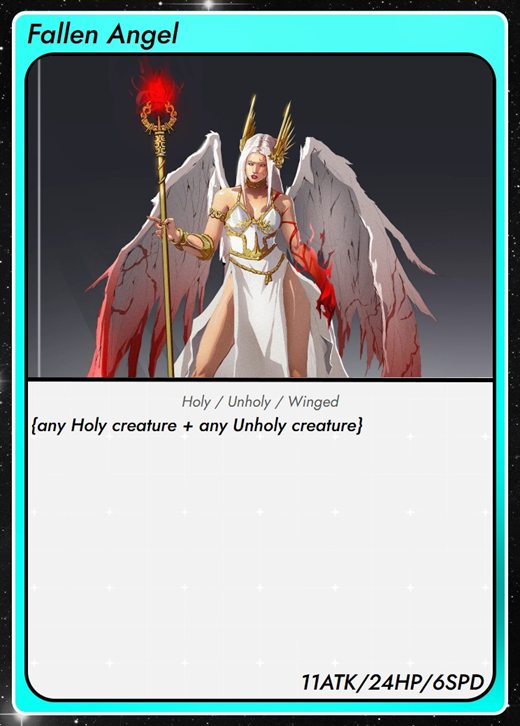 Fallen Angel
Holy / Unholy / Winged
{any Holy creature + any Unholy creature}
11ATK/24HP/6SPD